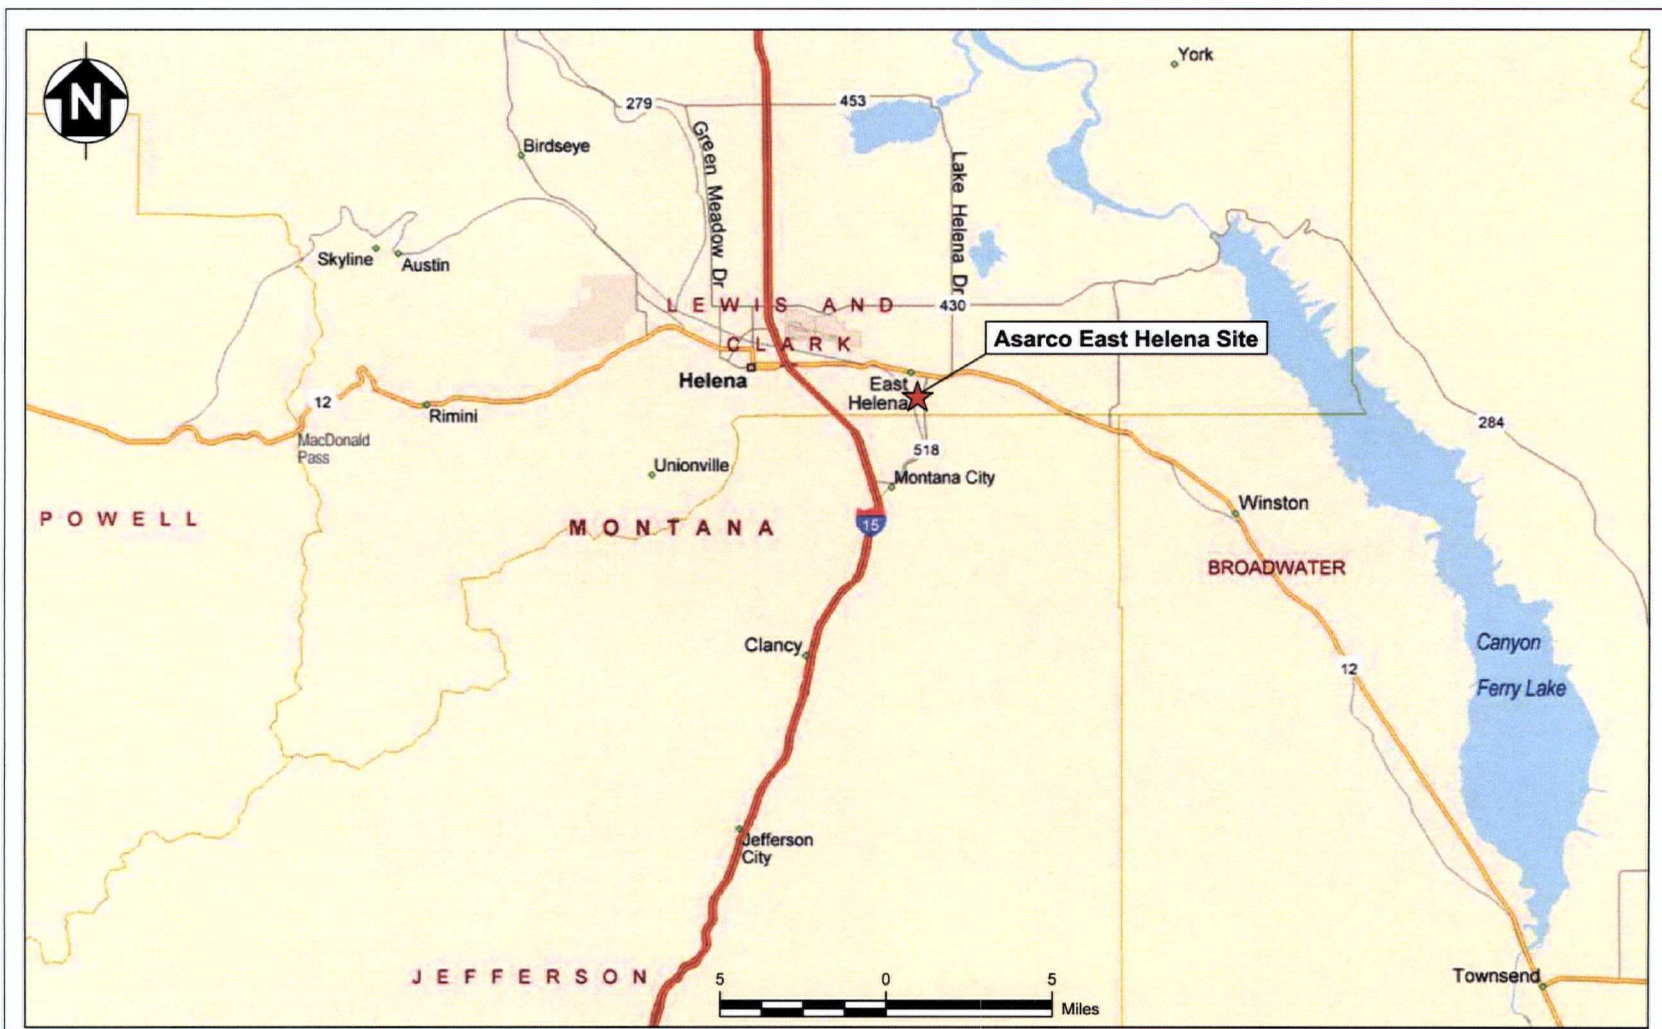 N
York
279
453
Birdseye
Green Meadow Dr
Lake Helena Dr
Skyline
Austin
LEWIS AND
430
CLARK
Asarco East Helena Site
Helena
East
Helena
12
Rimini
MacDonald
Pass
284
518
Unionville
Montana City
Winston
POWELL
MONTANA
15
BROADWATER
Clancy
Canyon
Ferry Lake
12
Jefferson
City
JEFFERSON
5 0 5
Miles
Townsend